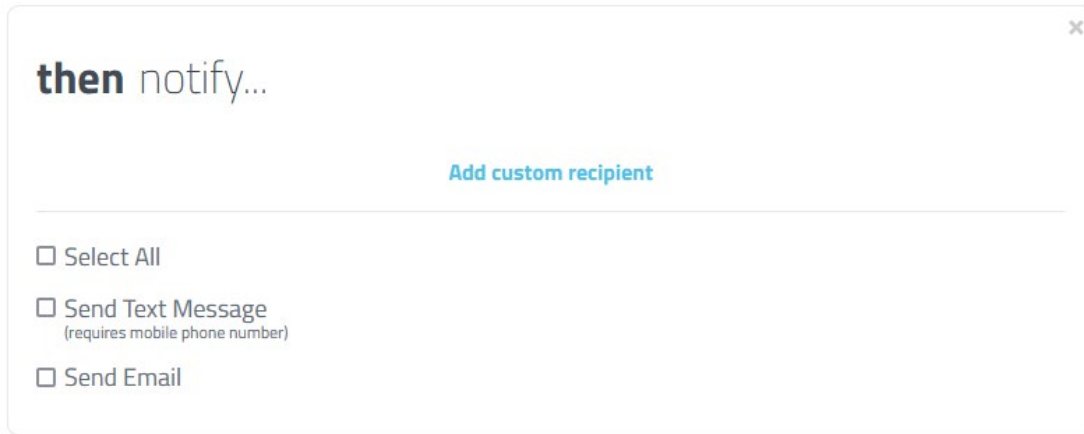 then notify...
Add custom recipient
Select All
Send Text Message
(requires mobile phone number)
Send Email